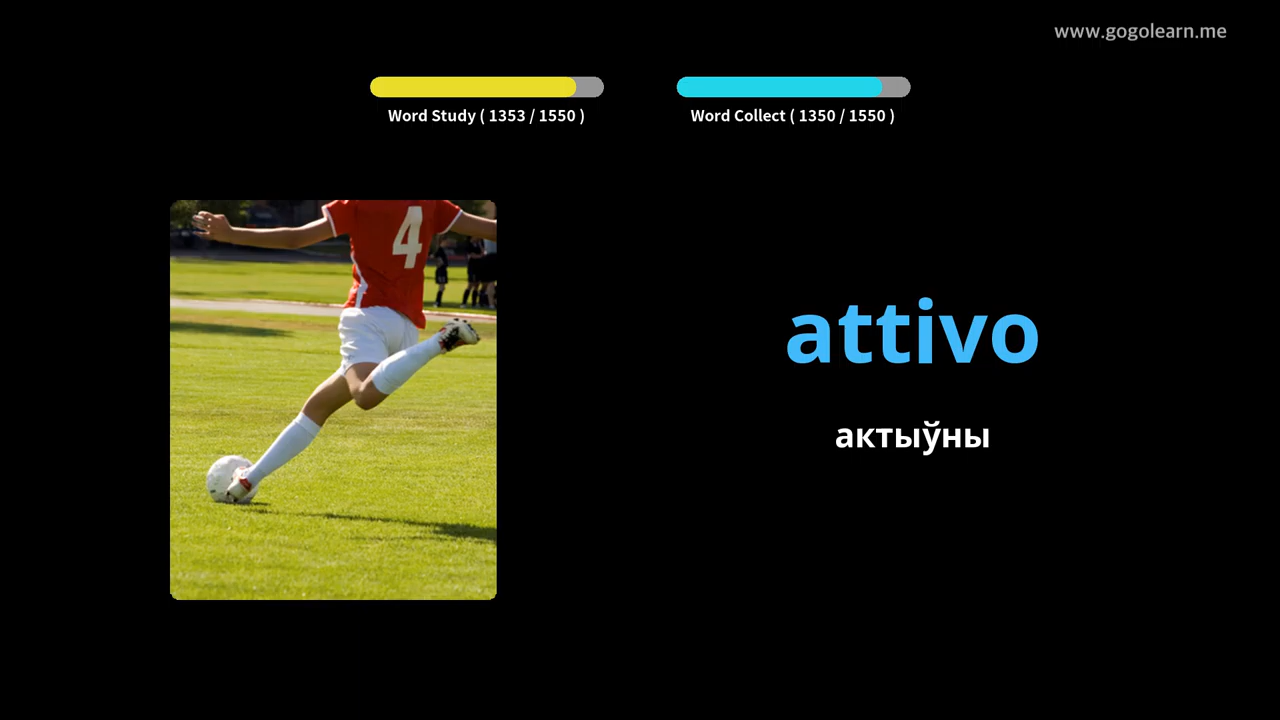 www.gogolearn.me
Word Study ( 1353 / 1550 )
Word Collect ( 1350 / 1550 )
4
attivo
актыўны